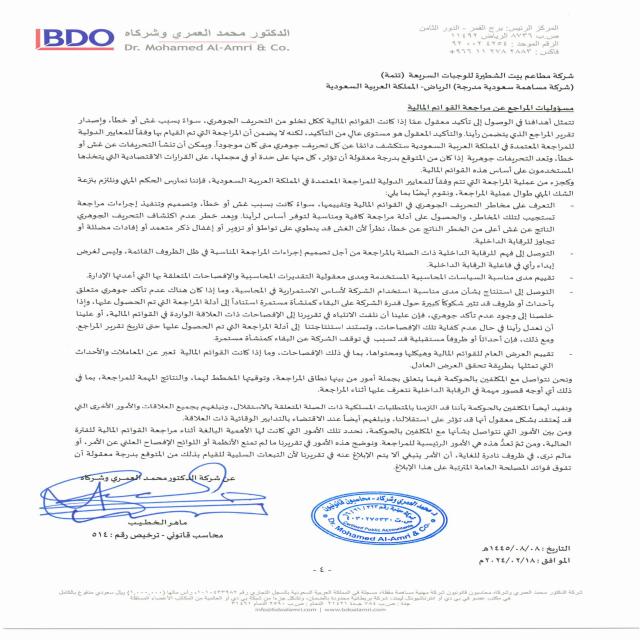 BDO
الدكتور محمد العمري وشركاه
Dr. Mohamed Al-Amri & Co.
المركز الرئيس: برج القمر - الدور الثامن
ص.ب ٨٧٣٦ الرياض ١١٤٩٢
الرقم الموحد: ٤٢٥٤ ٠٠ ٩٢
فاكس: ٢٨٨٣ ٢٧٨ ١١ ٩٦٦+
شركة مطاعم بيت الشطيرة للوجبات السريعة (تتمة)
(شركة مساهمة سعودية مدرجة) الرياض- المملكة العربية السعودية
مسؤوليات المراجع عن مراجعة القوائم المالية
تتمثل أهدافنا في الوصول إلى تأكيد معقول عمّا إذا كانت القوائم المالية ككل تخلو من التحريف الجوهري، سواءً بسبب غش أو خطأ، وإصدار
تقرير المراجع الذي يتضمن رأينا. والتأكيد المعقول هو مستوى عالٍ من التأكيد، لكنه لا يضمن أن المراجعة التي تم القيام بها وفقاً للمعايير الدولية
للمراجعة المعتمدة في المملكة العربية السعودية ستكشف دائمًا عن كل تحريف جوهري متى كان موجوداً. ويمكن أن تنشأ التحريفات عن غش أو
خطأ، وتعد التحريفات جوهرية إذا كان من المتوقع بدرجة معقولة أن تؤثر، كل منها على حدة أو في مجملها، على القرارات الاقتصادية التي يتخذها
المستخدمون على أساس هذه القوائم المالية.
وكجزء من عملية المراجعة التي تتم وفقاً للمعايير الدولية للمراجعة المعتمدة في المملكة العربية السعودية، فإننا نمارس الحكم المهني ونلتزم بنزعة
الشك المهني طوال عملية المراجعة. ونقوم أيضًا بما يلي:
- التعرف على مخاطر التحريف الجوهري في القوائم المالية وتقييمها، سواءً كانت بسبب غش أو خطأ، وتصميم وتنفيذ إجراءات مراجعة
تستجيب لتلك المخاطر، والحصول على أدلة مراجعة كافية ومناسبة لتوفر أساس لرأينا. ويعد خطر عدم اكتشاف التحريف الجوهري
الناتج عن غش أعلى من الخطر الناتج عن خطأ، نظراً لأن الغش قد ينطوي على تواطؤ أو تزوير أو إغفال ذكر متعمد أو إفادات مضللة أو
تجاوز للرقابة الداخلية.
- التوصل إلى فهم للرقابة الداخلية ذات الصلة بالمراجعة من أجل تصميم إجراءات المراجعة المناسبة في ظل الظروف القائمة، وليس لغرض
إبداء رأي في فاعلية الرقابة الداخلية.
- تقييم مدى مناسبة السياسات المحاسبية المستخدمة ومدى معقولية التقديرات المحاسبية والإفصاحات المتعلقة بها التي أعدتها الإدارة.
- التوصل إلى استنتاج بشأن مدى مناسبة استخدام الشركة لأساس الاستمرارية في المحاسبة، وما إذا كان هناك عدم تأكد جوهري متعلق
بأحداث أو ظروف قد تثير شكوكاً كبيرة حول قدرة الشركة على البقاء كمنشأة مستمرة استناداً إلى أدلة المراجعة التي تم الحصول عليها، وإذا
خلصنا إلى وجود عدم تأكد جوهري، فإن علينا أن نلفت الانتباه في تقريرنا إلى الإفصاحات ذات العلاقة الواردة في القوائم المالية، أو علينا
أن نعدل رأينا في حال عدم كفاية تلك الإفصاحات، وتستند استنتاجتنا إلى أدلة المراجعة التي تم الحصول عليها حتى تاريخ تقرير المراجع.
ومع ذلك، فإن أحداثاً أو ظروفاً مستقبلية قد تسبب في توقف الشركة عن البقاء كمنشأة مستمرة.
- تقييم العرض العام للقوائم المالية وهيكلها ومحتواها، بما في ذلك الإفصاحات، وما إذا كانت القوائم المالية تعبر عن المعاملات والأحداث
التي تمثلها بطريقة تحقق العرض العادل.
ونحن نتواصل مع المكلفين بالحوكمة فيما يتعلق بجملة أمور من بينها نطاق المراجعة، وتوقيتها المخطط لهما، والنتائج المهمة للمراجعة، بما في
ذلك أي أوجه قصور مهمة في الرقابة الداخلية نتعرف عليها أثناء المراجعة.
ونفيد أيضاً المكلفين بالحوكمة بأننا قد التزمنا بالمتطلبات المسلكية ذات الصلة المتعلقة بالاستقلال، ونبلغهم بجميع العلاقات والأمور الأخرى التي
قد يُعتقد بشكل معقول أنها قد تؤثر على استقلالنا، ونبلغهم أيضاً عند الاقتضاء بالتدابير الوقائية ذات العلاقة.
ومن بين الأمور التي نتواصل بشأنها مع المكلفين بالحوكمة، نحدد تلك الأمور التي كانت لها الأهمية البالغة أثناء مراجعة القوائم المالية للفترة
الحالية، ومن ثمّ تعدُّ هذه هي الأمور الرئيسية للمراجعة. ونوضح هذه الأمور في تقريرنا ما لم تمنع الأنظمة أو اللوائح الإفصاح العلني عن الأمر، أو
مالم نرى، في ظروف نادرة للغاية، أن الأمر ينبغي ألا يتم الإبلاغ عنه في تقريرنا لأن التبعات السلبية للقيام بذلك من المتوقع بدرجة معقولة أن
تفوق فوائد المصلحة العامة المترتبة على هذا الإبلاغ.
عن شركة الدكتور محمد العمري وشركاه
ماهر الخطيب
محاسب قانوني - ترخيص رقم: ٥١٤
Certified Public Accountants
Dr. Mohamed Al-Amri & Co.
التاريخ: ١٤٤٥/٠٨/٠٨هـ
الموافق: ٢٠٢٤/٠٢/١٨م
- ٤ -
info@bdoalamri.com | www.bdoalamri.com